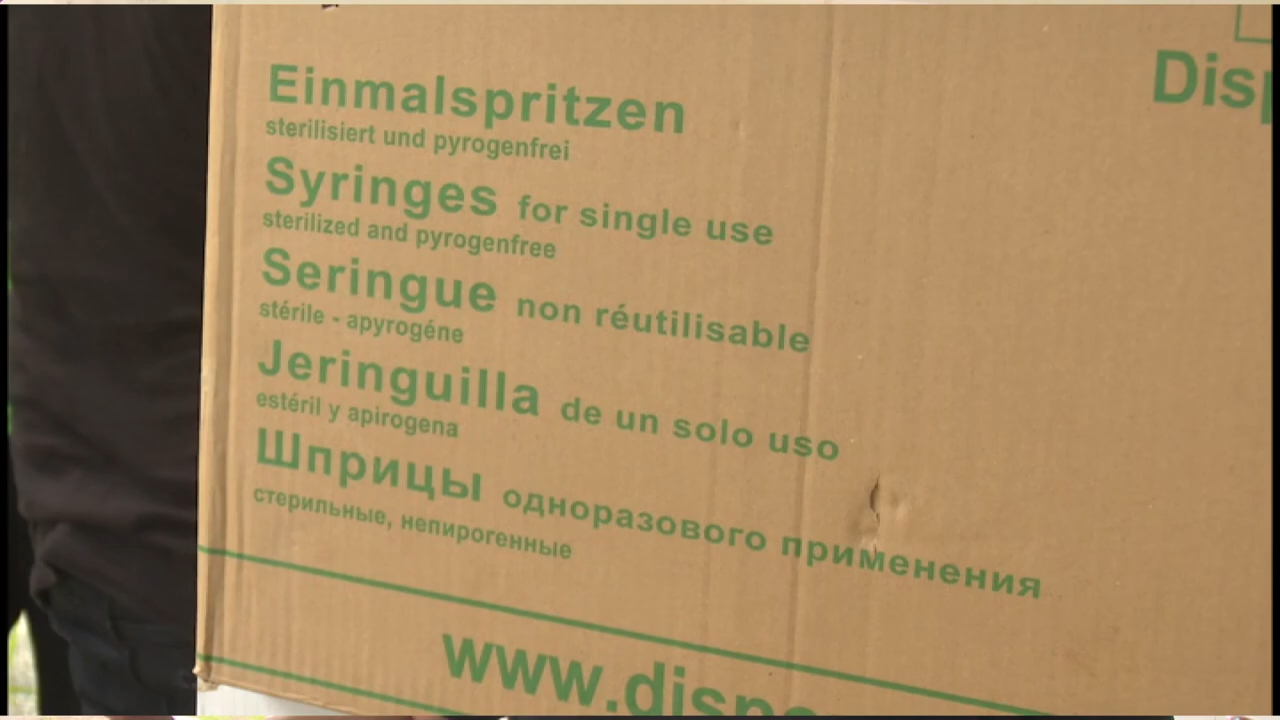 Einmalspritzen
sterilisiert und pyrogenfrei
Syringes for single use
sterilized and pyrogenfree
Seringue non réutilisable
stérile - apyrogéne
Jeringuilla de un solo uso
estéril y apirogena
Шприцы одноразового применения
стерильные, непирогенные